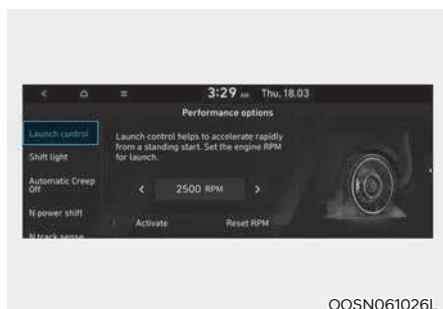 3:29 AM Thu, 18.03
Performance options
Launch control
Shift light
Automatic Creep
Off
N power shift
N track sense
Launch control helps to accelerate rapidly
from a standing start. Set the engine RPM
for launch.
2500 RPM
Activate Reset RPM
OOSN061026L